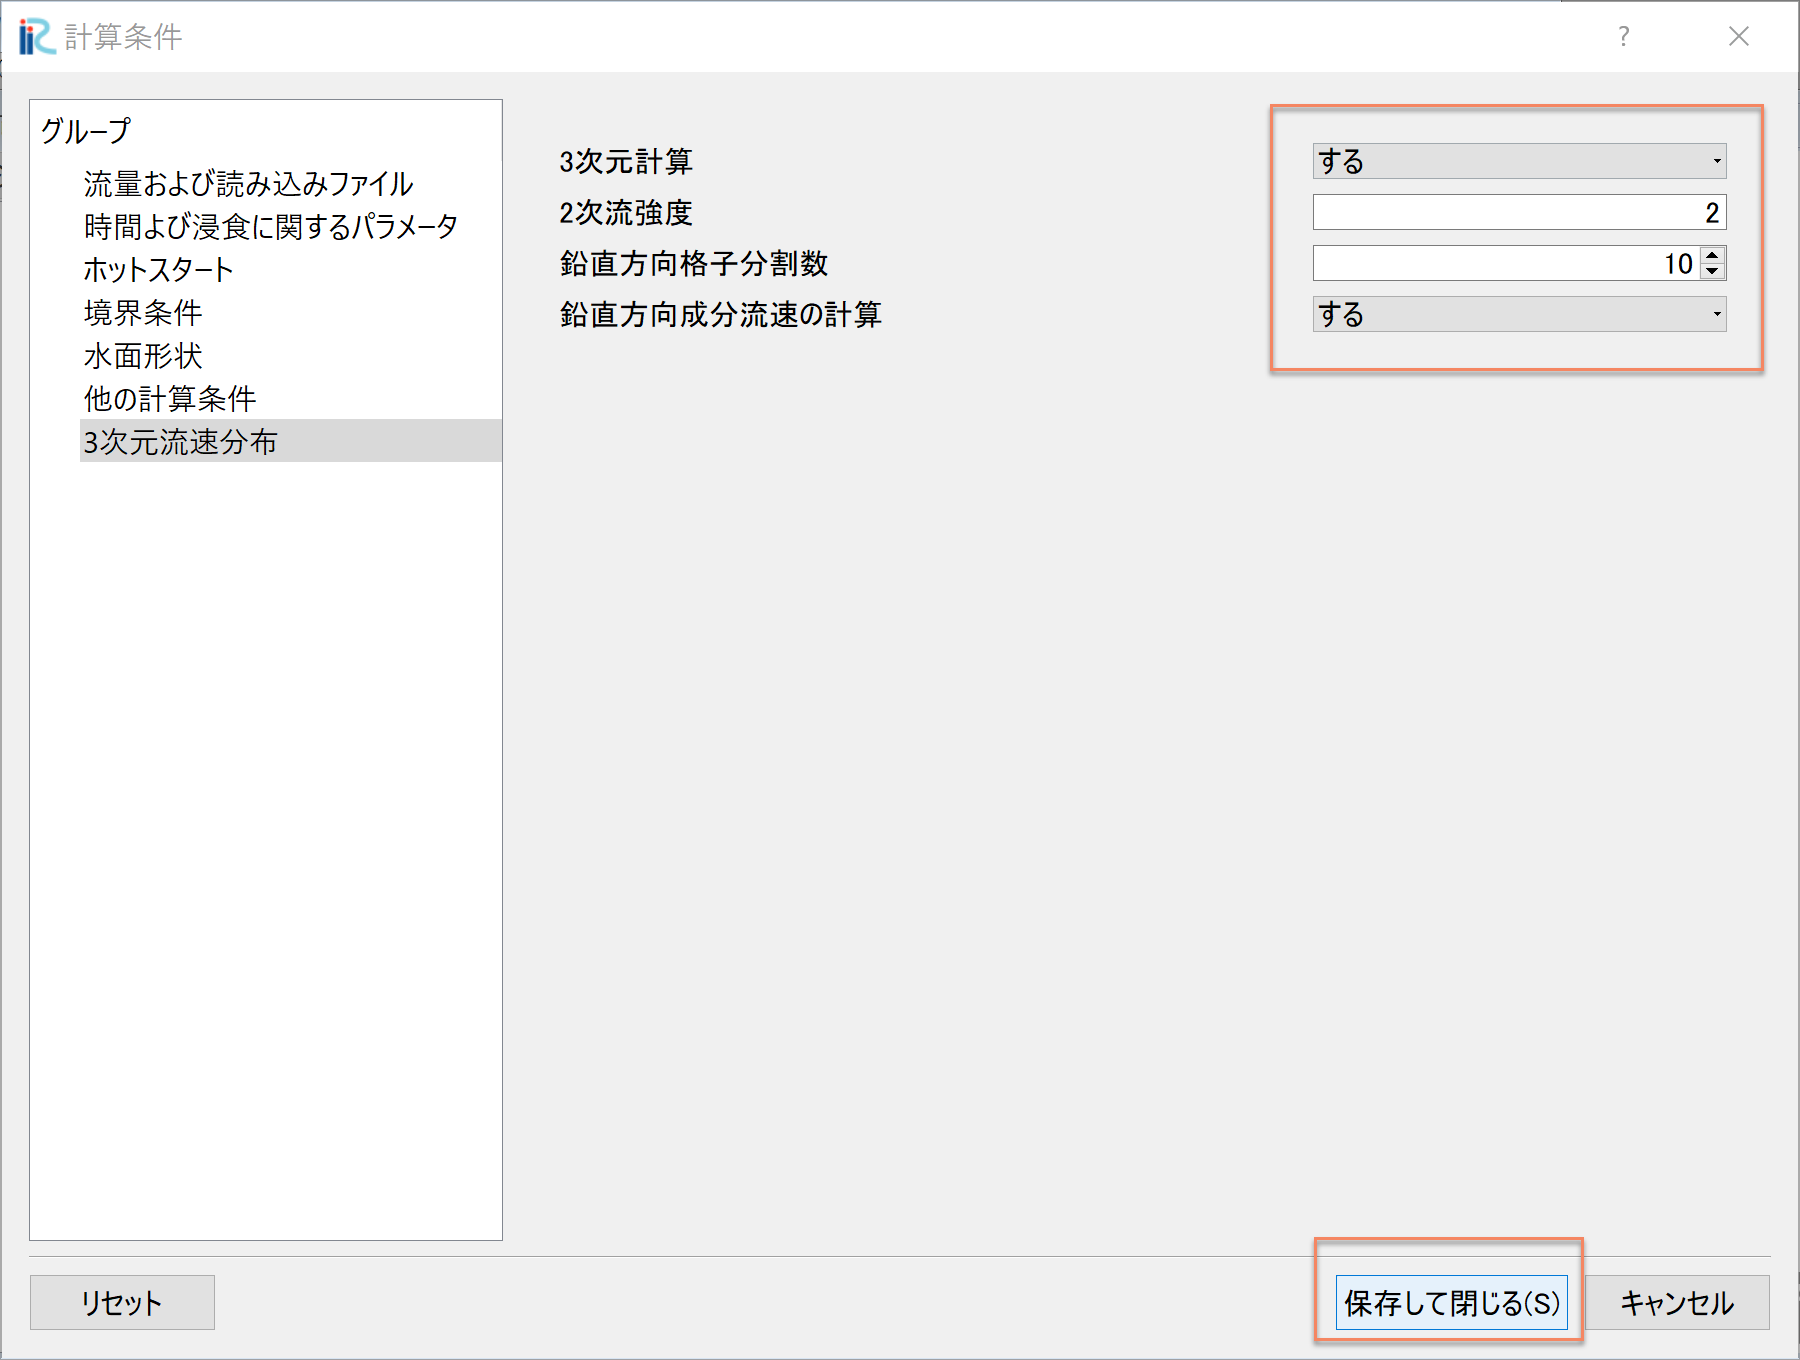 計算条件
?
グループ
流量および読み込みファイル
時間よび浸食に関するパラメータ
ホットスタート
境界条件
水面形状
他の計算条件
3次元流速分布
3次元計算 する
2次流強度 2
鉛直方向格子分割数 10
鉛直方向成分流速の計算 する
リセット
保存して閉じる(S)
キャンセル